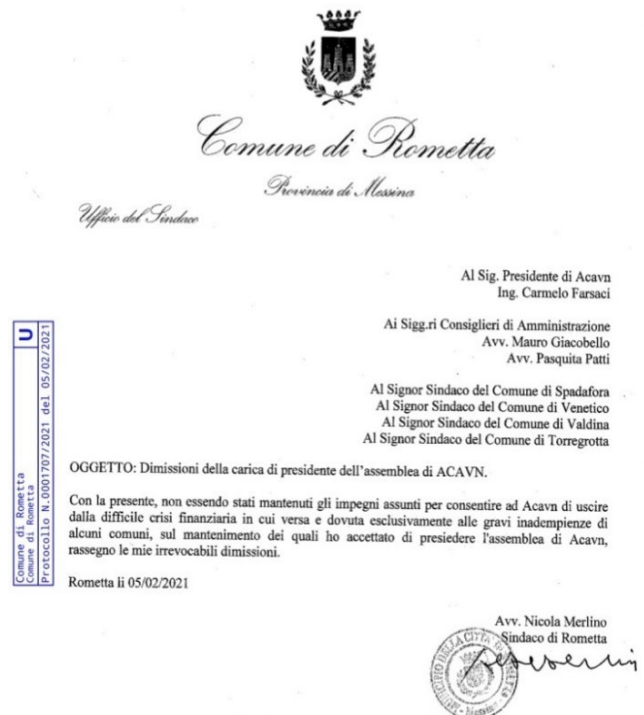 Comune di Rometta
Provincia di Messina
Ufficio del Sindaco
Al Sig. Presidente di Acavn
Ing. Carmelo Farsaci
Ai Sigg.ri Consiglieri di Amministrazione
Avv. Mauro Giacobello
Avv. Pasquita Patti
Al Signor Sindaco del Comune di Spadafora
Al Signor Sindaco del Comune di Venetico
Al Signor Sindaco del Comune di Valdina
Al Signor Sindaco del Comune di Torregrotta
OGGETTO: Dimissioni della carica di presidente dell'assemblea di ACAVN.
Con la presente, non essendo stati mantenuti gli impegni assunti per consentire ad Acavn di uscire
dalla difficile crisi finanziaria in cui versa e dovuta esclusivamente alle gravi inadempienze di
alcuni comuni, sul mantenimento dei quali ho accettato di presiedere l'assemblea di Acavn,
rassegno le mie irrevocabili dimissioni.
Rometta li 05/02/2021
Avv. Nicola Merlino
Sindaco di Rometta
Comune di Rometta
Comune di Rometta
Protocollo N.0001707/2021 del 05/02/2021
U